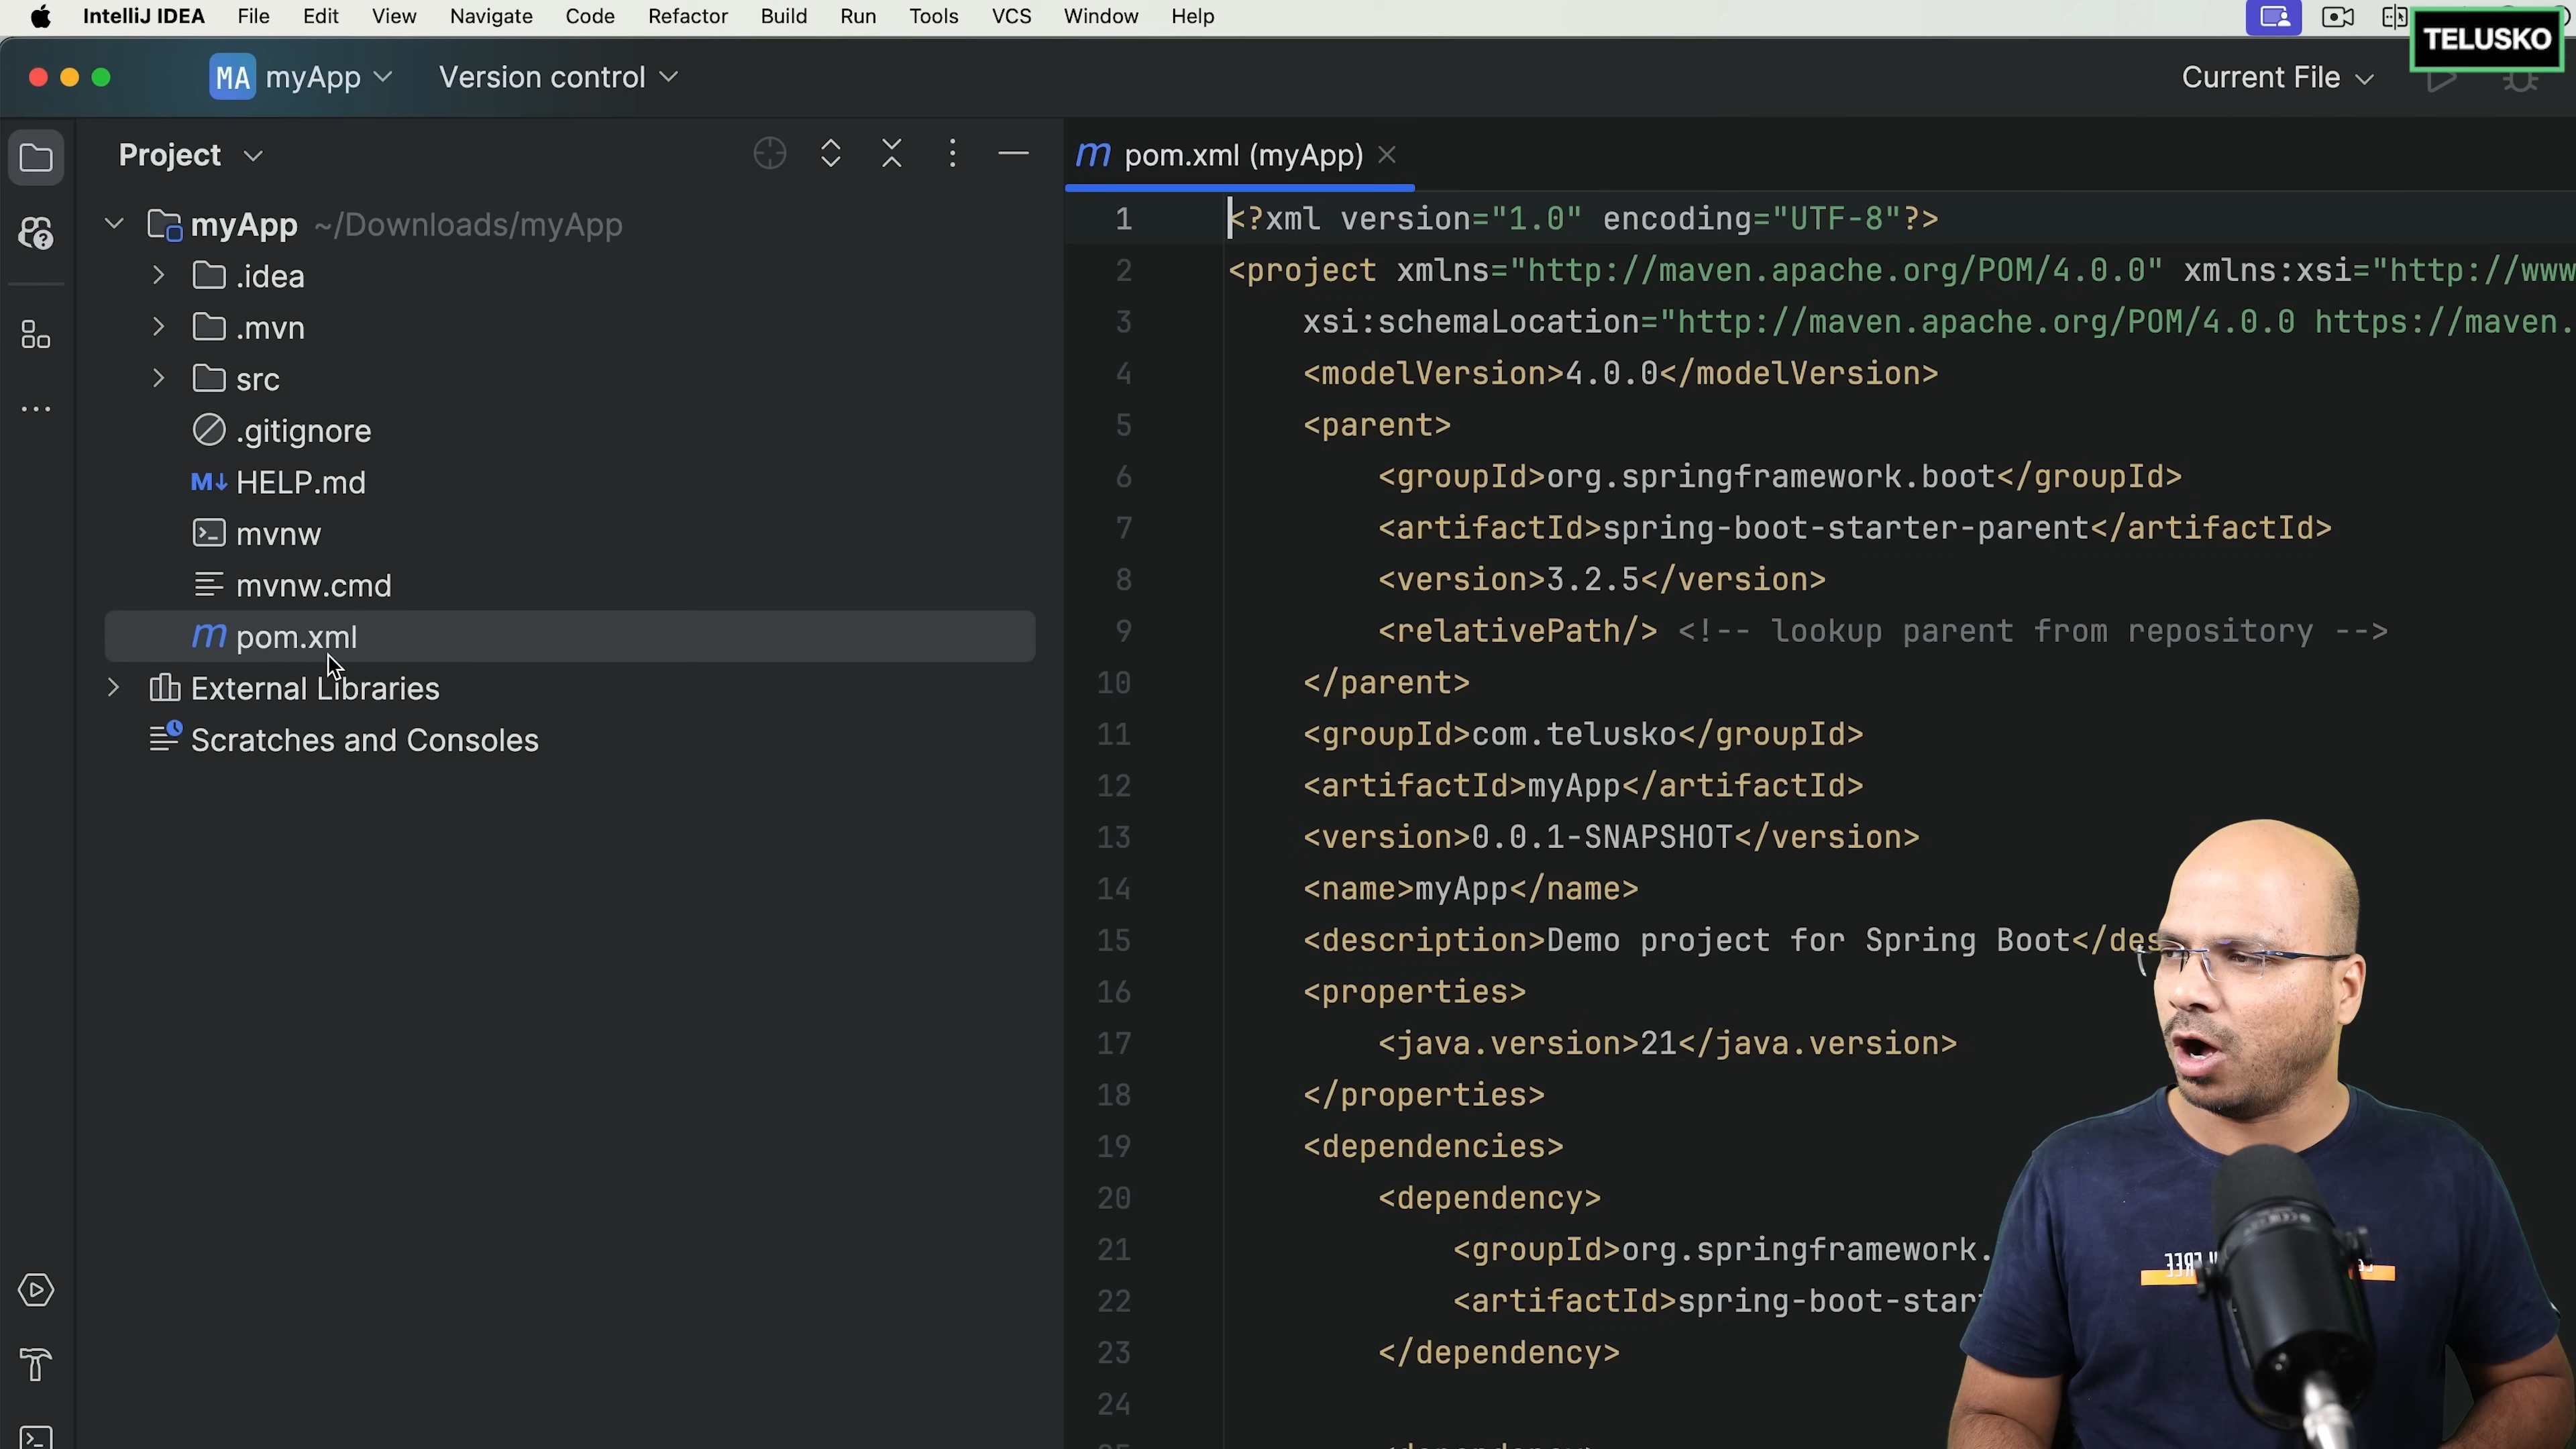 IntelliJ IDEA File Edit View Navigate Code Refactor Build Run Tools VCS Window Help
TELUSKO
MA myApp Version control Current File
Project
pom.xml (myApp)
myApp ~/Downloads/myApp
.idea
.mvn
src
.gitignore
M↓ HELP.md
mvnw
mvnw.cmd
m pom.xml
External Libraries
Scratches and Consoles
1 <?xml version="1.0" encoding="UTF-8"?>
2 <project xmlns="http://maven.apache.org/POM/4.0.0" xmlns:xsi="http://www
3 xsi:schemaLocation="http://maven.apache.org/POM/4.0.0 https://maven.
4 <modelVersion>4.0.0</modelVersion>
5 <parent>
6 <groupId>org.springframework.boot</groupId>
7 <artifactId>spring-boot-starter-parent</artifactId>
8 <version>3.2.5</version>
9 <relativePath/> <!-- lookup parent from repository -->
10 </parent>
11 <groupId>com.telusko</groupId>
12 <artifactId>myApp</artifactId>
13 <version>0.0.1-SNAPSHOT</version>
14 <name>myApp</name>
15 <description>Demo project for Spring Boot</des
16 <properties>
17 <java.version>21</java.version>
18 </properties>
19 <dependencies>
20 <dependency>
21 <groupId>org.springframework.
22 <artifactId>spring-boot-star
23 </dependency>
24